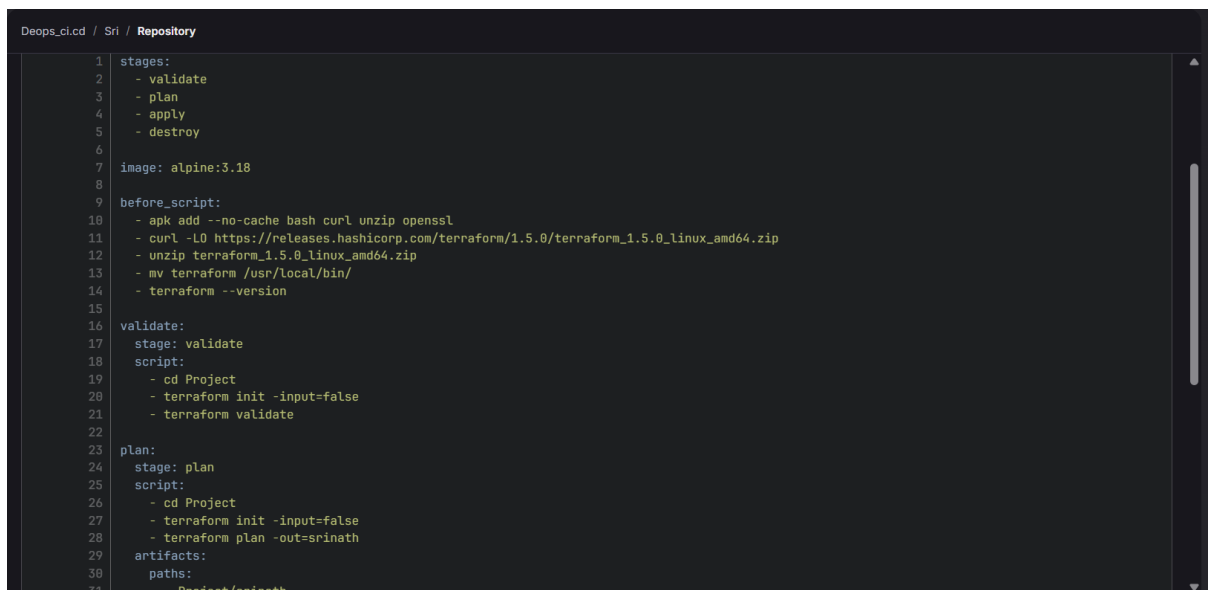 Deops_ci.cd / Sri / Repository
1 stages:
2 - validate
3 - plan
4 - apply
5 - destroy
6
7 image: alpine:3.18
8
9 before_script:
10 - apk add --no-cache bash curl unzip openssl
11 - curl -LO https://releases.hashicorp.com/terraform/1.5.0/terraform_1.5.0_linux_amd64.zip
12 - unzip terraform_1.5.0_linux_amd64.zip
13 - mv terraform /usr/local/bin/
14 - terraform --version
15
16 validate:
17 stage: validate
18 script:
19 - cd Project
20 - terraform init -input=false
21 - terraform validate
22
23 plan:
24 stage: plan
25 script:
26 - cd Project
27 - terraform init -input=false
28 - terraform plan -out=srinath
29 artifacts:
30 paths:
31 - Project/srinath